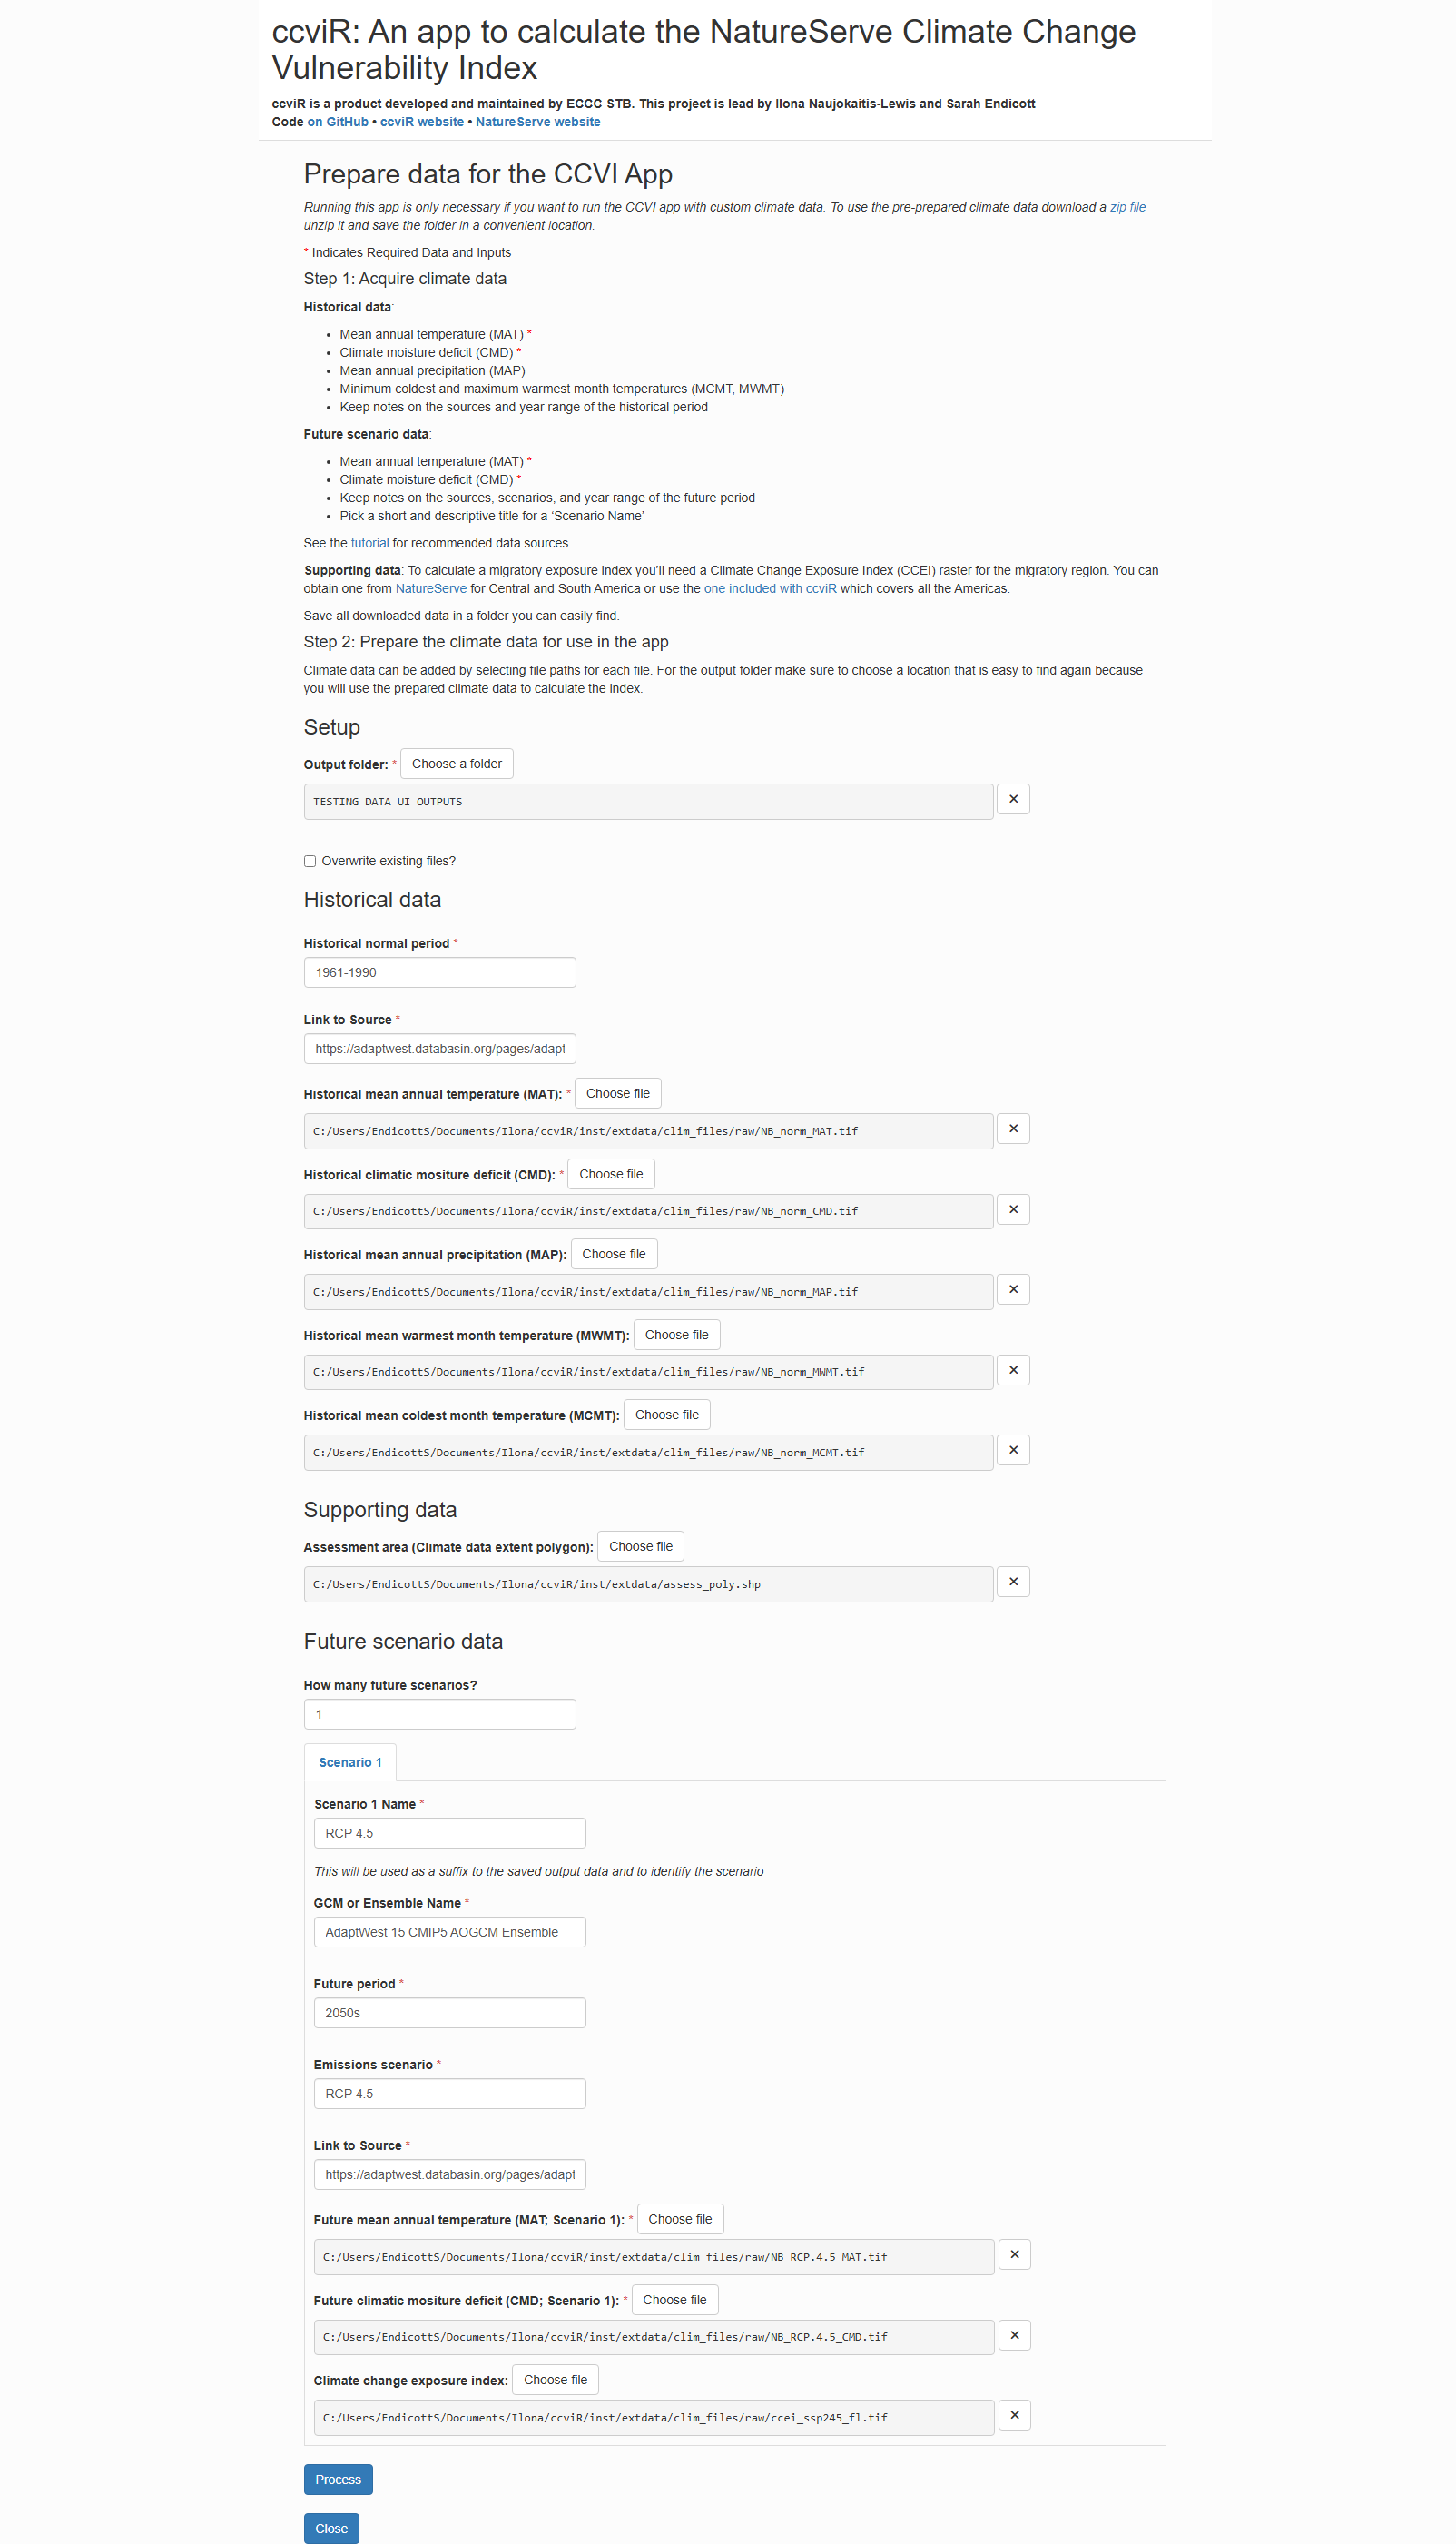 ccviR: An app to calculate the NatureServe Climate Change
Vulnerability Index
ccviR is a product developed and maintained by ECCC STB. This project is lead by Ilona Naujokaitis-Lewis and Sarah Endicott
Code on GitHub • ccviR website • NatureServe website
Prepare data for the CCVI App
Running this app is only necessary if you want to run the CCVI app with custom climate data. To use the pre-prepared climate data download a zip file
unzip it and save the folder in a convenient location.
* Indicates Required Data and Inputs
Step 1: Acquire climate data
Historical data:
• Mean annual temperature (MAT) *
• Climate moisture deficit (CMD) *
• Mean annual precipitation (MAP)
• Minimum coldest and maximum warmest month temperatures (MCMT, MWMT)
• Keep notes on the sources and year range of the historical period
Future scenario data:
• Mean annual temperature (MAT) *
• Climate moisture deficit (CMD) *
• Keep notes on the sources, scenarios, and year range of the future period
• Pick a short and descriptive title for a ‘Scenario Name’
See the tutorial for recommended data sources.
Supporting data: To calculate a migratory exposure index you’ll need a Climate Change Exposure Index (CCEI) raster for the migratory region. You can
obtain one from NatureServe for Central and South America or use the one included with ccviR which covers all the Americas.
Save all downloaded data in a folder you can easily find.
Step 2: Prepare the climate data for use in the app
Climate data can be added by selecting file paths for each file. For the output folder make sure to choose a location that is easy to find again because
you will use the prepared climate data to calculate the index.
Setup
Output folder: * Choose a folder
TESTING DATA UI OUTPUTS ×
Overwrite existing files?
Historical data
Historical normal period *
1961-1990
Link to Source *
https://adaptwest.databasin.org/pages/adapt
Historical mean annual temperature (MAT): * Choose file
C:/Users/EndicottS/Documents/Ilona/ccviR/inst/extdata/clim_files/raw/NB_norm_MAT.tif ×
Historical climatic mositure deficit (CMD): * Choose file
C:/Users/EndicottS/Documents/Ilona/ccviR/inst/extdata/clim_files/raw/NB_norm_CMD.tif ×
Historical mean annual precipitation (MAP): Choose file
C:/Users/EndicottS/Documents/Ilona/ccviR/inst/extdata/clim_files/raw/NB_norm_MAP.tif ×
Historical mean warmest month temperature (MWMT): Choose file
C:/Users/EndicottS/Documents/Ilona/ccviR/inst/extdata/clim_files/raw/NB_norm_MWMT.tif ×
Historical mean coldest month temperature (MCMT): Choose file
C:/Users/EndicottS/Documents/Ilona/ccviR/inst/extdata/clim_files/raw/NB_norm_MCMT.tif ×
Supporting data
Assessment area (Climate data extent polygon): Choose file
C:/Users/EndicottS/Documents/Ilona/ccviR/inst/extdata/assess_poly.shp ×
Future scenario data
How many future scenarios?
1
Scenario 1
Scenario 1 Name *
RCP 4.5
This will be used as a suffix to the saved output data and to identify the scenario
GCM or Ensemble Name *
AdaptWest 15 CMIP5 AOGCM Ensemble
Future period *
2050s
Emissions scenario *
RCP 4.5
Link to Source *
https://adaptwest.databasin.org/pages/adapt
Future mean annual temperature (MAT; Scenario 1): * Choose file
C:/Users/EndicottS/Documents/Ilona/ccviR/inst/extdata/clim_files/raw/NB_RCP.4.5_MAT.tif ×
Future climatic mositure deficit (CMD; Scenario 1): * Choose file
C:/Users/EndicottS/Documents/Ilona/ccviR/inst/extdata/clim_files/raw/NB_RCP.4.5_CMD.tif ×
Climate change exposure index: Choose file
C:/Users/EndicottS/Documents/Ilona/ccviR/inst/extdata/clim_files/raw/ccei_ssp245_fl.tif ×
Process
Close